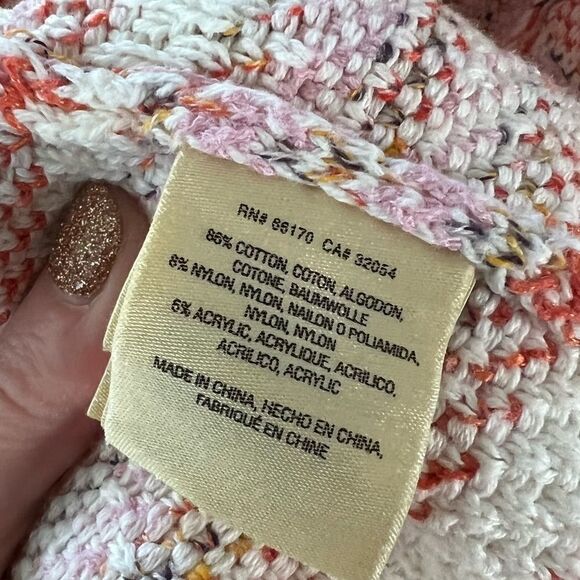 RN# 66170 CA# 32054
86% COTTON, COTON, ALGODON,
COTONE, BAUMWOLLE
8% NYLON, NYLON, NAILON O POLIAMIDA,
NYLON, NYLON
6% ACRYLIC, ACRYLIQUE, ACRILICO,
ACRILICO, ACRYLIC
MADE IN CHINA, HECHO EN CHINA,
FABRIQUÉ EN CHINE